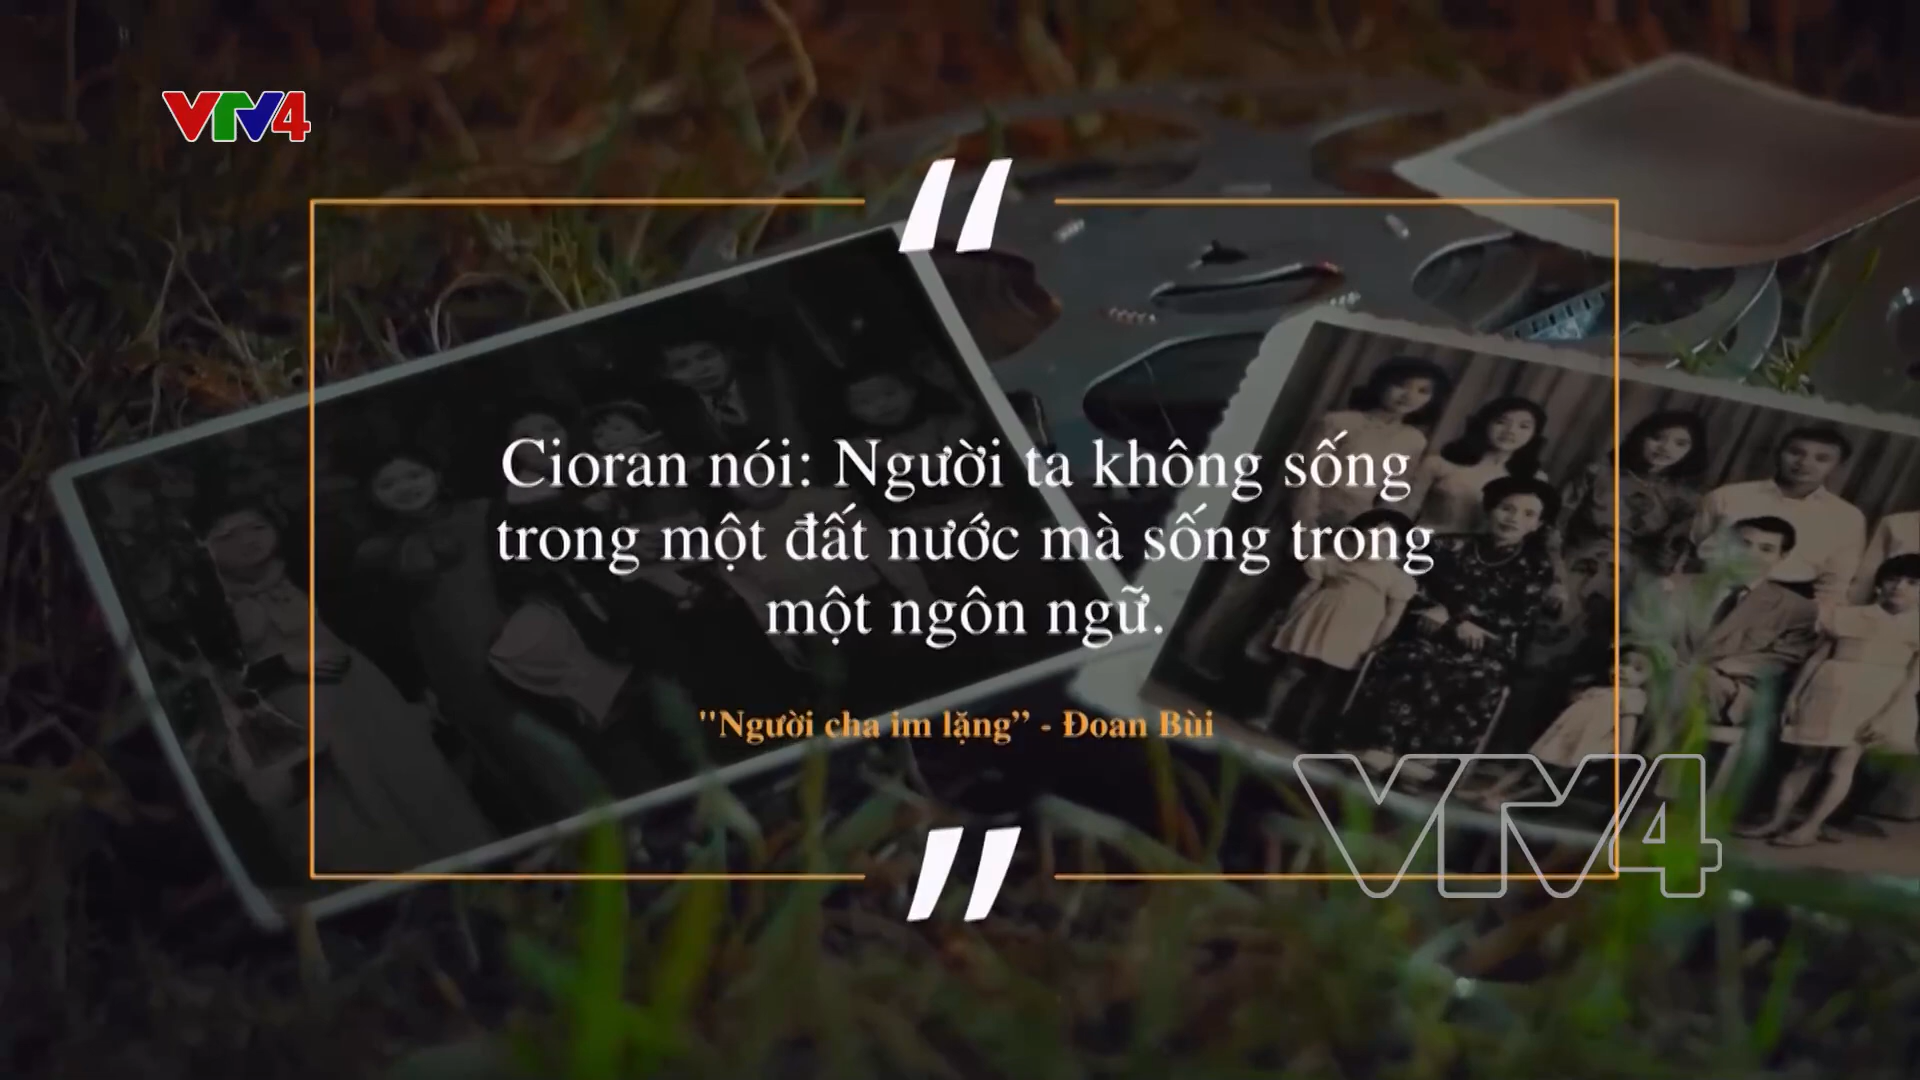 VTV4
“
Cioran nói: Người ta không sống
trong một đất nước mà sống trong
một ngôn ngữ.
"Người cha im lặng” - Đoan Bùi
VTV4
”